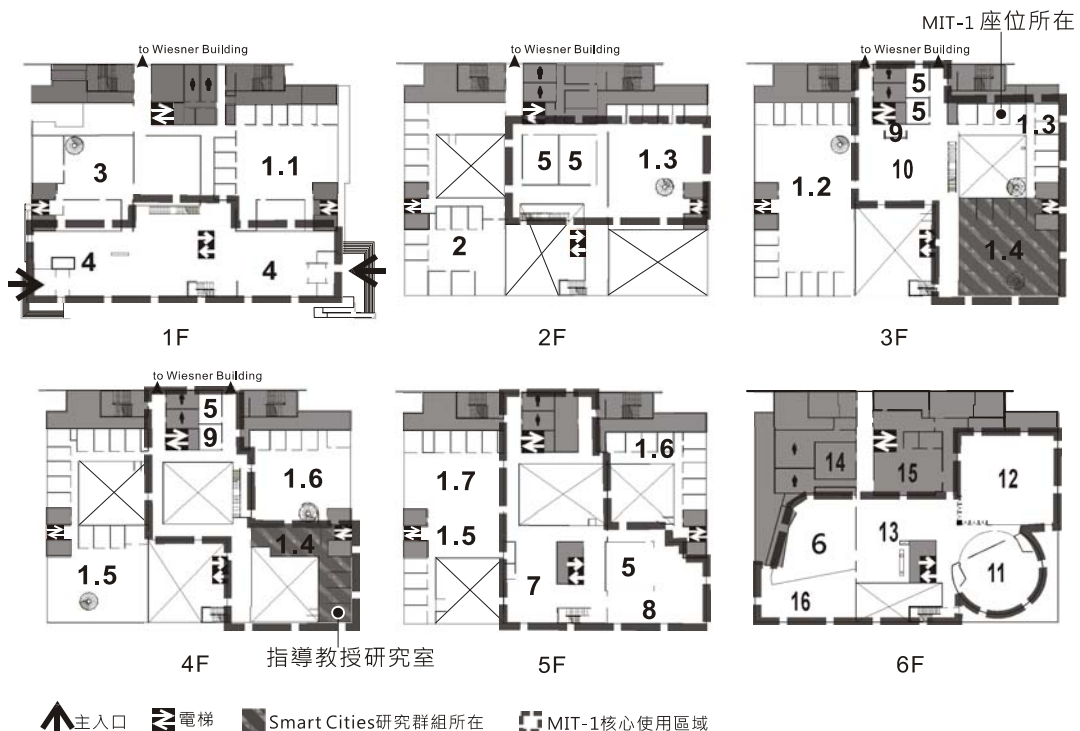 MIT-1 座位所在
to Wiesner Building
to Wiesner Building
to Wiesner Building
3
1.1
4
4
1F
5
5
1.3
2
2F
5
5
9
1.3
10
1.2
1.4
3F
to Wiesner Building
5
9
1.6
1.4
1.5
4F
指導教授研究室
1.6
1.7
1.5
7
5
8
5F
14
15
12
6
13
11
16
6F
主入口
電梯
Smart Cities研究群組所在
MIT-1核心使用區域